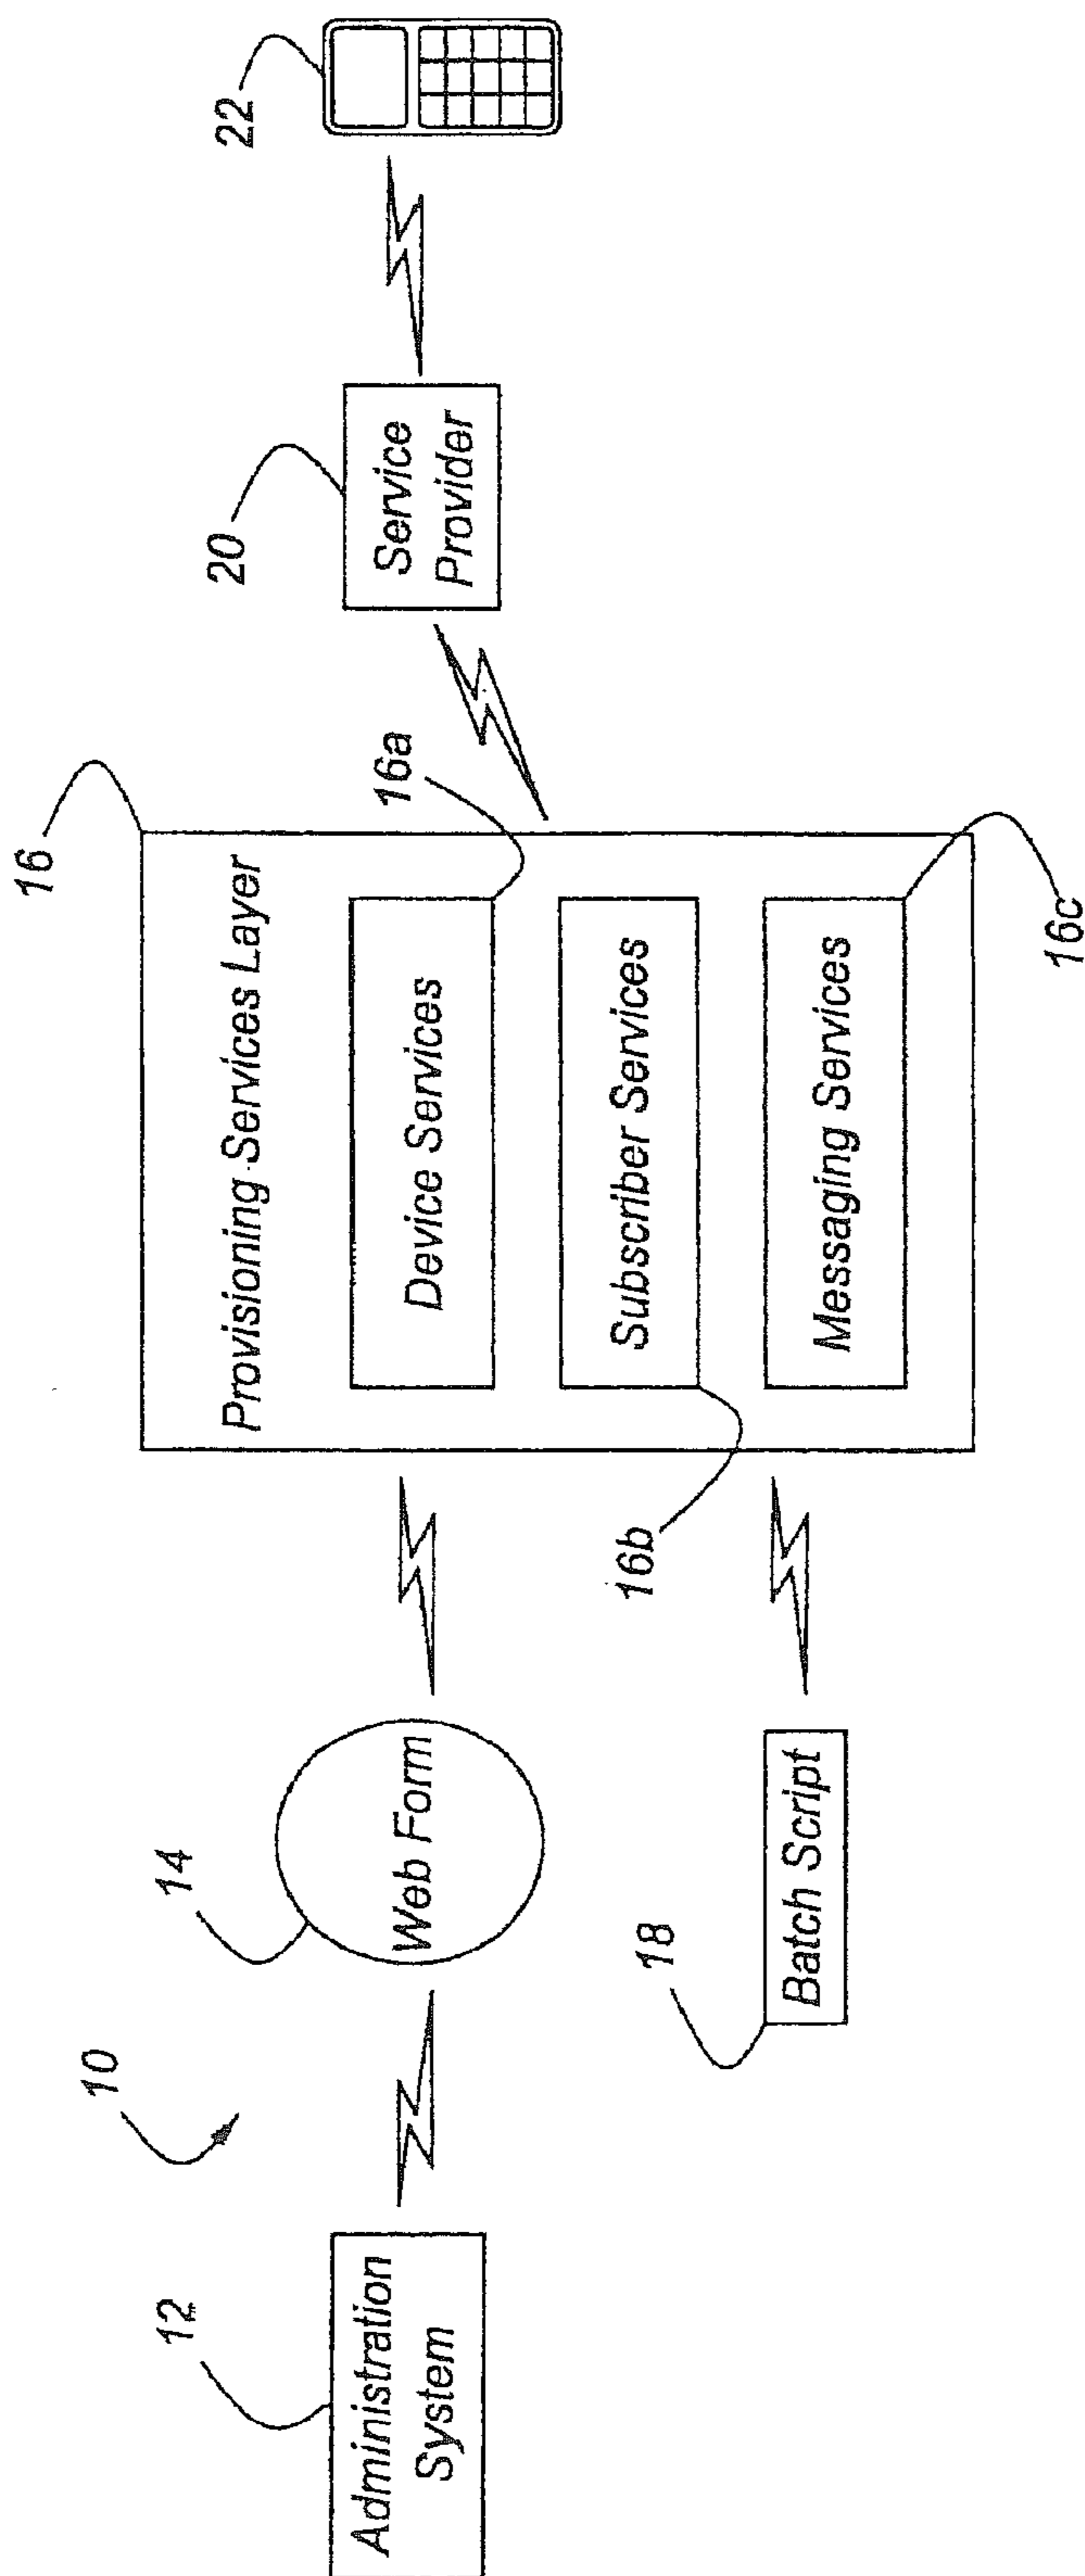 10
12
Administration
System
14
Web Form
18
Batch Script
16
Provisioning Services Layer
16a
Device Services
16b
Subscriber Services
16c
Messaging Services
20
Service
Provider
22